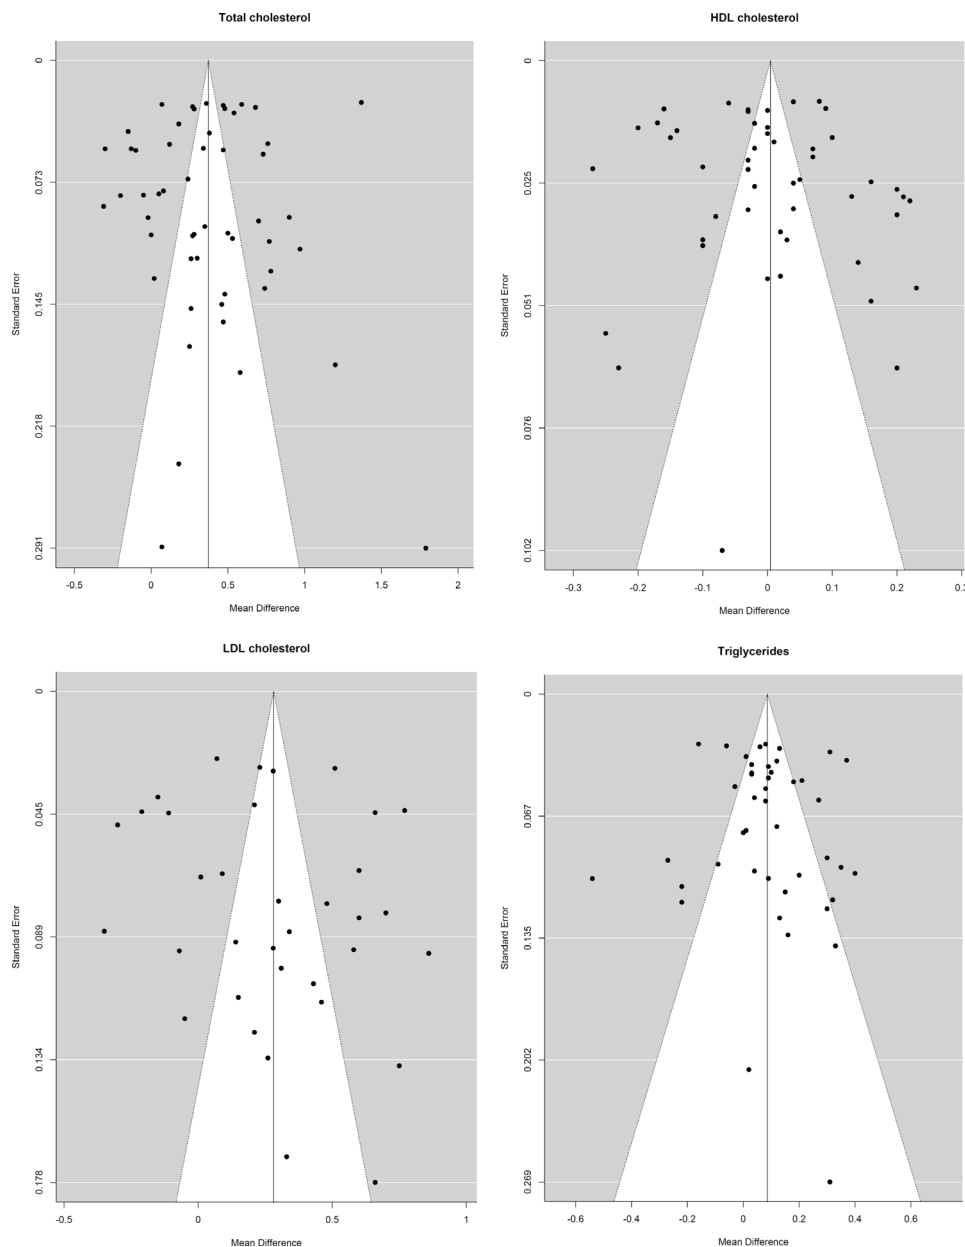 Total cholesterol
0
0.073
0.145
0.218
0.291
Standard Error
-0.5 0 0.5 1 1.5 2
Mean Difference
HDL cholesterol
0
0.025
0.051
0.076
0.102
Standard Error
-0.3 -0.2 -0.1 0 0.1 0.2 0.3
Mean Difference
LDL cholesterol
0
0.045
0.089
0.134
0.178
Standard Error
-0.5 0 0.5 1
Mean Difference
Triglycerides
0
0.067
0.135
0.202
0.269
Standard Error
-0.6 -0.4 -0.2 0 0.2 0.4 0.6
Mean Difference